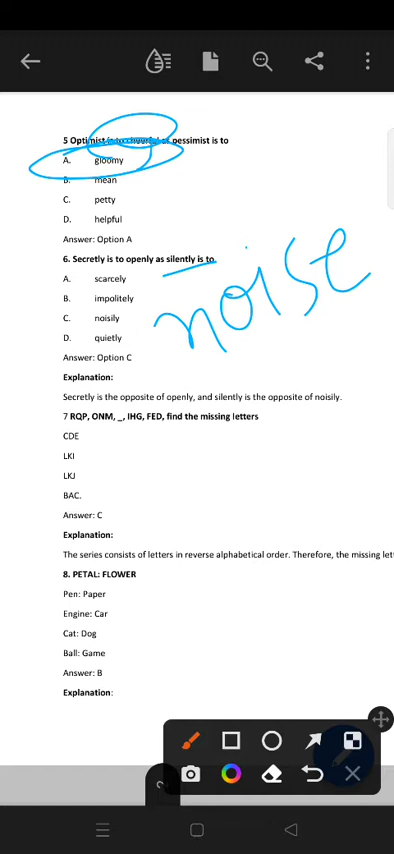 5 Optimist is to cheerful as pessimist is to
A. gloomy
B. mean
C. petty
D. helpful
Answer: Option A
6. Secretly is to openly as silently is to.
A. scarcely
B. impolitely
C. noisily
D. quietly
noise
Answer: Option C
Explanation:
Secretly is the opposite of openly, and silently is the opposite of noisily.
7 RQP, ONM, _, IHG, FED, find the missing letters
CDE
LKI
LKJ
BAC.
Answer: C
Explanation:
The series consists of letters in reverse alphabetical order. Therefore, the missing let
8. PETAL: FLOWER
Pen: Paper
Engine: Car
Cat: Dog
Ball: Game
Answer: B
Explanation: